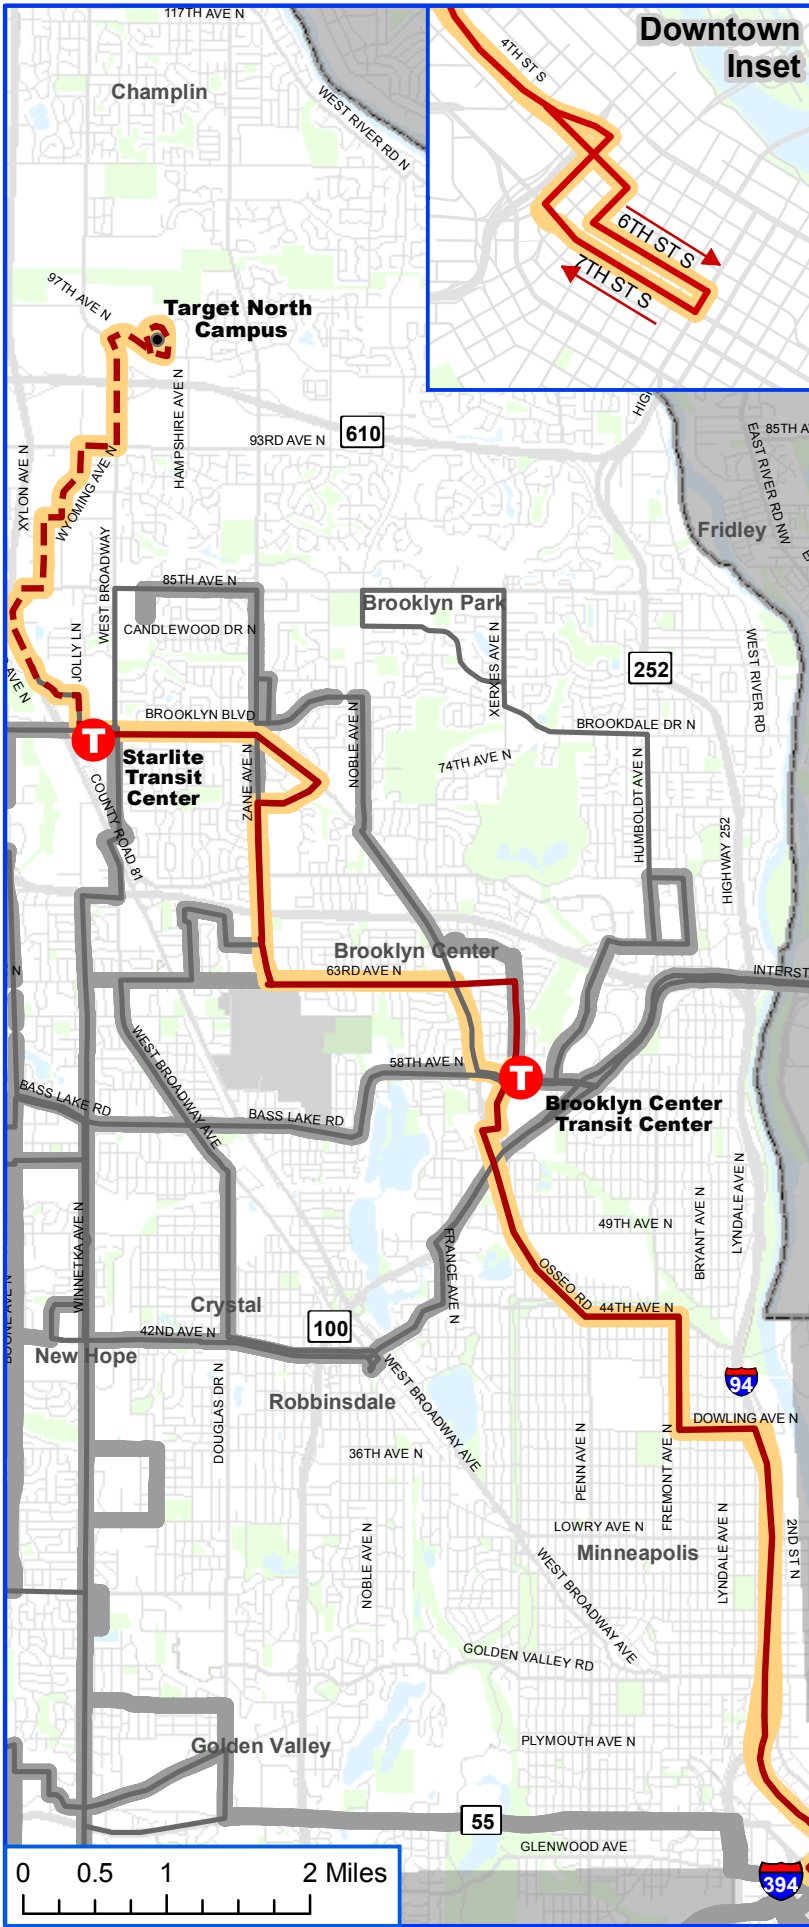 117TH AVE N
Downtown
Inset
4TH ST S
Champlin
WEST RIVER RD N
6TH ST S
7TH ST S
97TH AVE N
Target North
Campus
HAMPSHIRE AVE N
610
93RD AVE N
85TH A
EAST RIVER RD NW
XYLON AVE N
WYOMING AVE N
Fridley
WEST BROADWAY
85TH AVE N
Brooklyn Park
CANDLEWOOD DR N
JOLLY LN
XERXES AVE N
WEST RIVER RD
252
AVE N
BROOKLYN BLVD
NOBLE AVE N
BROOKDALE DR N
T
Starlite
Transit
Center
ZANE AVE N
74TH AVE N
HUMBOLDT AVE N
COUNTY ROAD 81
HIGHWAY 252
Brooklyn Center
63RD AVE N
N
INTERST
WEST BROADWAY AVE
58TH AVE N
T
BASS LAKE RD
BASS LAKE RD
Brooklyn Center
Transit Center
WINNETKA AVE N
FRANCE AVE N
49TH AVE N
BRYANT AVE N
LYNDALE AVE N
OSSEO RD
BOONE AVE N
Crystal
44TH AVE N
100
42ND AVE N
New Hope
94
DOUGLAS DR N
Robbinsdale
WEST BROADWAY AVE
DOWLING AVE N
36TH AVE N
PENN AVE N
FREMONT AVE N
LOWRY AVE N
NOBLE AVE N
Minneapolis
LYNDALE AVE N
2ND ST N
WEST BROADWAY AVE
GOLDEN VALLEY RD
Golden Valley
PLYMOUTH AVE N
55
GLENWOOD AVE
0 0.5 1 2 Miles
394